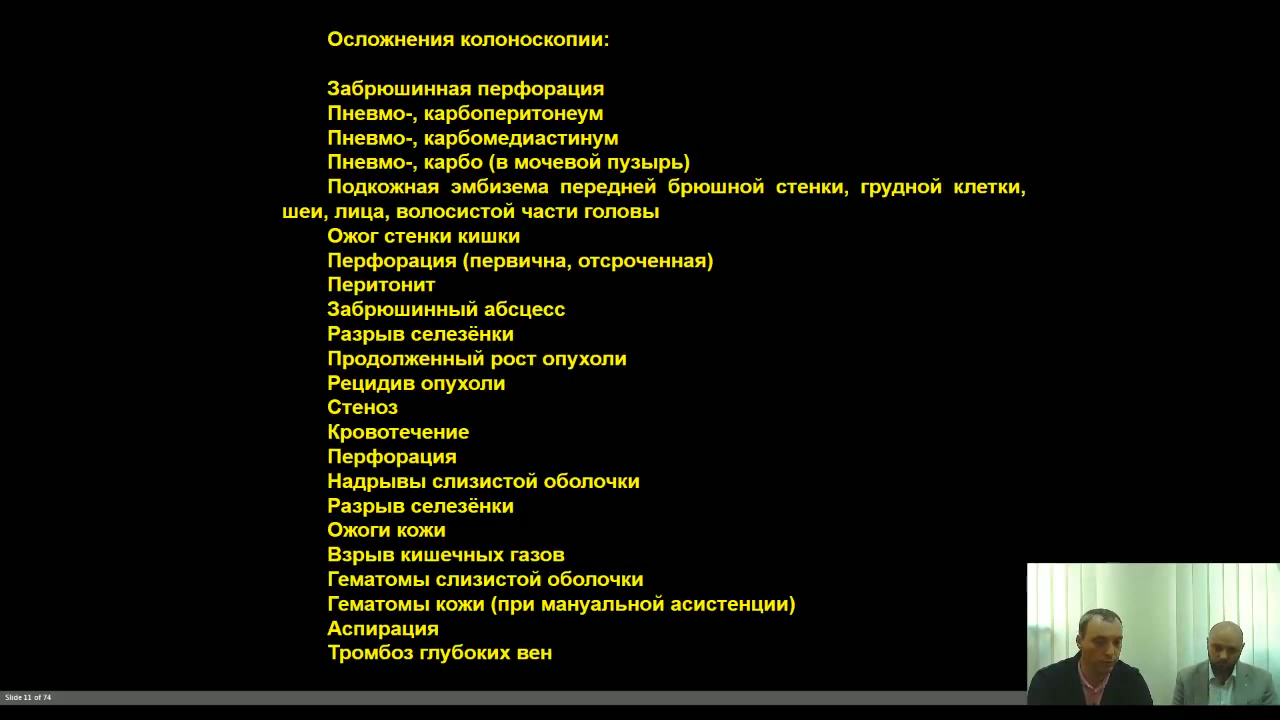 Осложнения колоноскопии:
Забрюшинная перфорация
Пневмо-, карбоперитонеум
Пневмо-, карбомедиастинум
Пневмо-, карбо (в мочевой пузырь)
Подкожная эмбизема передней брюшной стенки, грудной клетки,
шеи, лица, волосистой части головы
Ожог стенки кишки
Перфорация (первична, отсроченная)
Перитонит
Забрюшинный абсцесс
Разрыв селезёнки
Продолженный рост опухоли
Рецидив опухоли
Стеноз
Кровотечение
Перфорация
Надрывы слизистой оболочки
Разрыв селезёнки
Ожоги кожи
Взрыв кишечных газов
Гематомы слизистой оболочки
Гематомы кожи (при мануальной асистенции)
Аспирация
Тромбоз глубоких вен
Slide 11 of 74